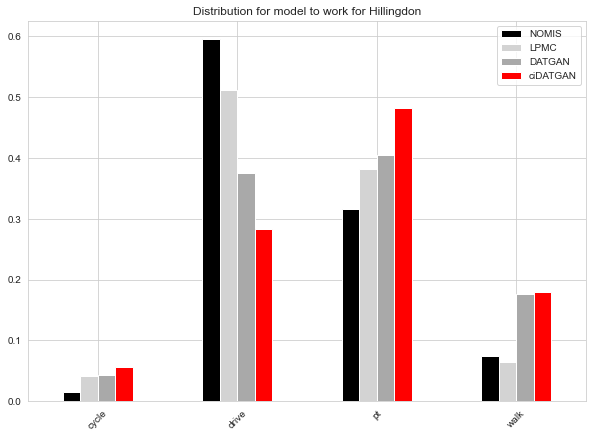 Distribution for model to work for Hillingdon
NOMIS
LPMC
DATGAN
ciDATGAN
0.6
0.5
0.4
0.3
0.2
0.1
0.0
cycle
drive
pt
walk